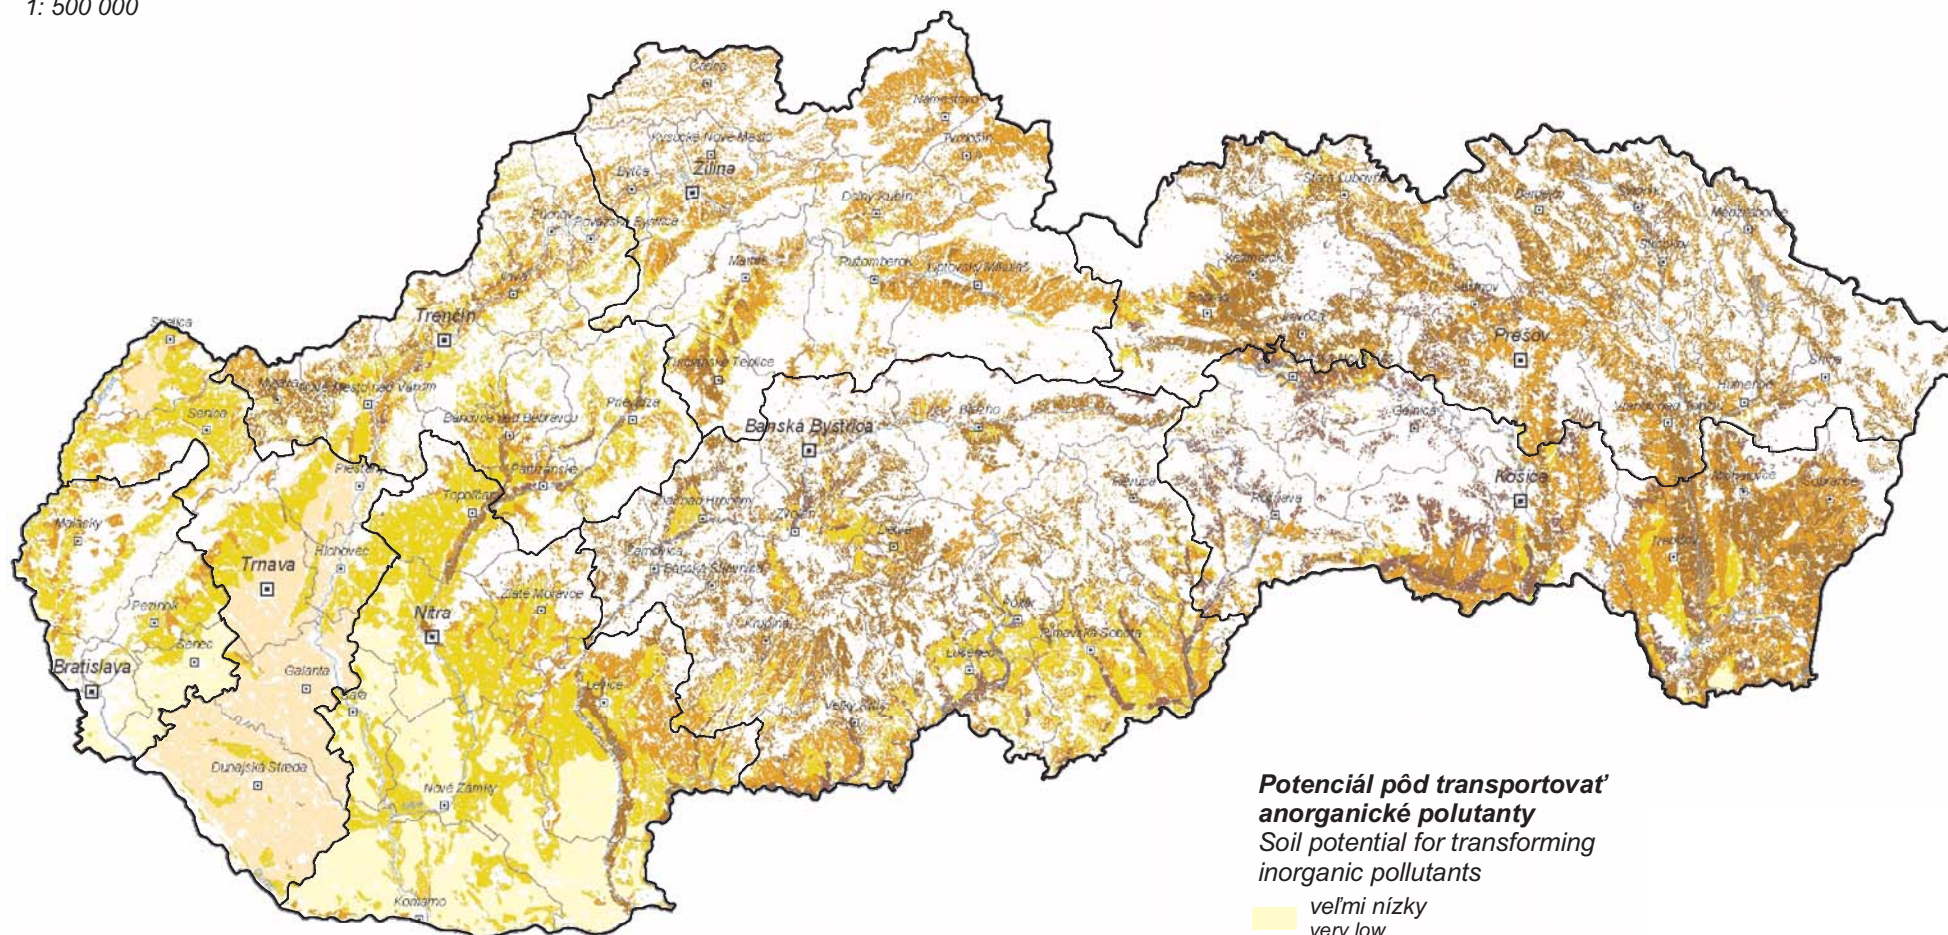 1: 500 000
Čadca
Námestovo
Tvrdošín
Kysucké Nové Mesto
Bytča
Žilina
Dolný Kubín
Stará Ľubovňa
Bardejov
Svidník
Medzilaborce
Stropkov
Púchov
Považská Bystrica
Martin
Ružomberok
Liptovský Mikuláš
Kežmarok
Ilava
Poprad
Sabinov
Levoča
Trenčín
Prešov
Skalica
Turčianske Teplice
Snina
Humenné
Myjava
Nové Mesto nad Váhom
Senica
Bánovce nad Bebravou
Prievidza
Banská Bystrica
Brezno
Gelnica
Vranov nad Topľou
Piešťany
Partizánske
Topoľčany
Revúca
Rožňava
Košice
Michalovce
Sobrance
Malacky
Hlohovec
Trnava
Zvolen
Detva
Žarnovica
Banská Štiavnica
Trebišov
Pezinok
Nitra
Zlaté Moravce
Krupina
Poltár
Rimavská Sobota
Lučenec
Senec
Bratislava
Galanta
Šaľa
Levice
Veľký Krtíš
Dunajská Streda
Nové Zámky
Komárno
Potenciál pôd transportovať
anorganické polutanty
Soil potential for transforming
inorganic pollutants
veľmi nízky
very low